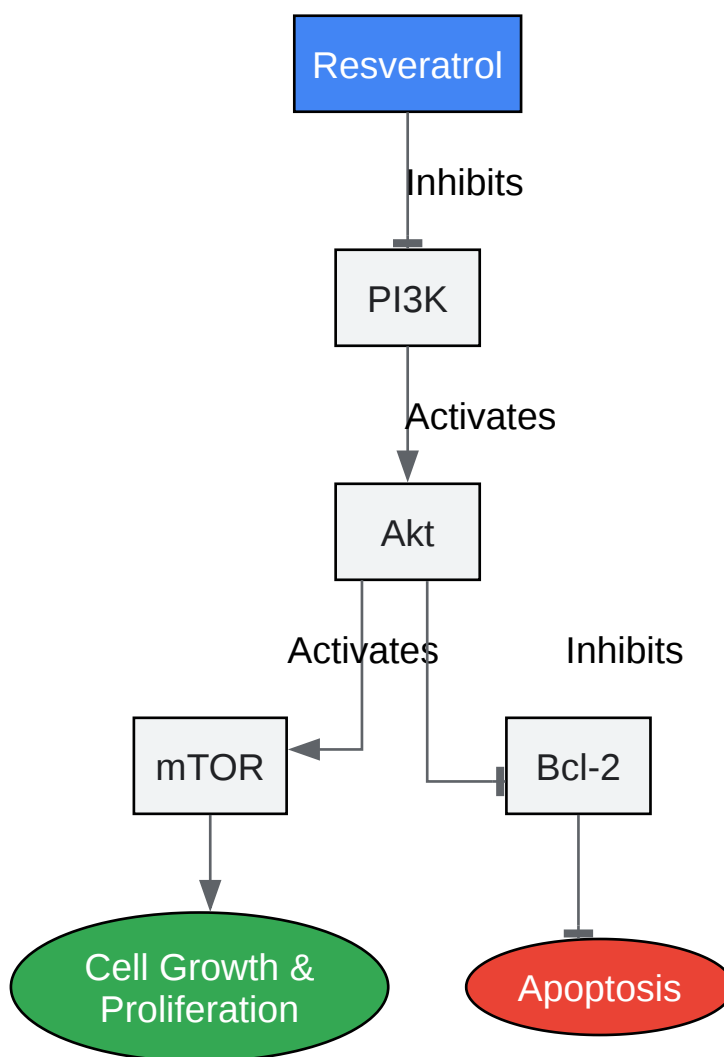 Resveratrol
Inhibits
PI3K
Activates
Akt
Activates
Inhibits
mTOR
Bcl-2
Cell Growth &
Proliferation
Apoptosis